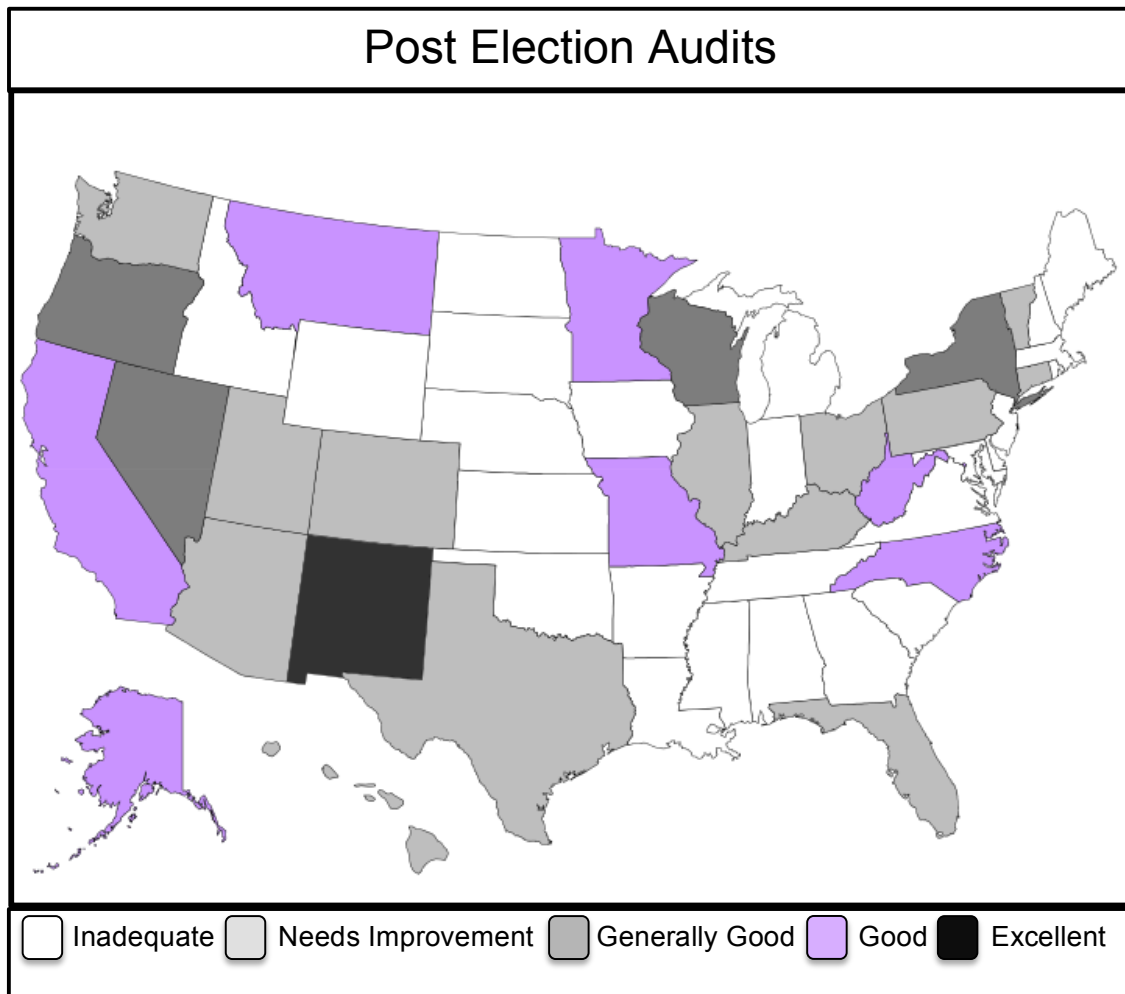 Post Election Audits
Inadequate Needs Improvement Generally Good Good Excellent